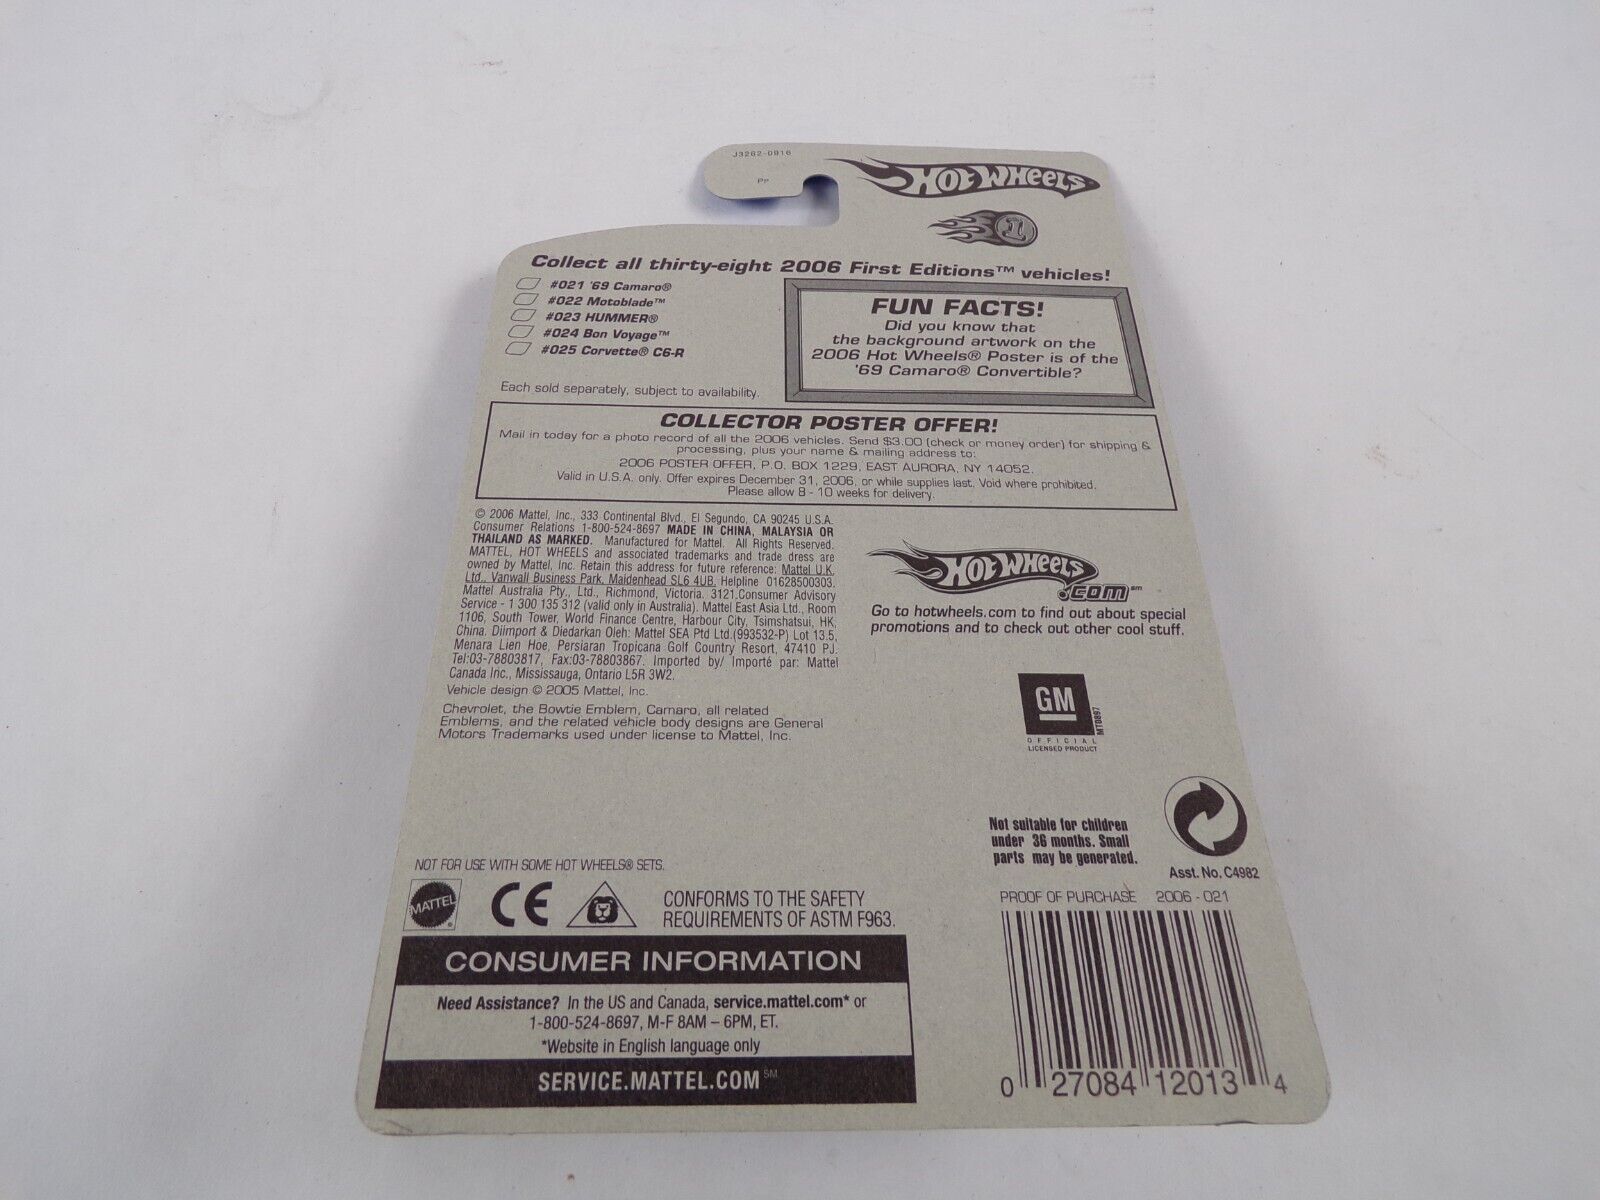 J3262-0916
PP
HOT WHEELS
1
Collect all thirty-eight 2006 First Editions™ vehicles!
#021 '69 Camaro®
#022 Motoblade™
#023 HUMMER®
#024 Bon Voyage™
#025 Corvette® C6-R
Each sold separately, subject to availability.
FUN FACTS!
Did you know that
the background artwork on the
2006 Hot Wheels® Poster is of the
'69 Camaro® Convertible?
COLLECTOR POSTER OFFER!
Mail in today for a photo record of all the 2006 vehicles. Send $3.00 (check or money order) for shipping &
processing, plus your name & mailing address to:
2006 POSTER OFFER, P.O. BOX 1229, EAST AURORA, NY 14052.
Valid in U.S.A. only. Offer expires December 31, 2006, or while supplies last. Void where prohibited.
Please allow 8 - 10 weeks for delivery.
© 2006 Mattel, Inc., 333 Continental Blvd., El Segundo, CA 90245 U.S.A.
Consumer Relations 1-800-524-8697 MADE IN CHINA, MALAYSIA OR
THAILAND AS MARKED. Manufactured for Mattel. All Rights Reserved.
MATTEL, HOT WHEELS and associated trademarks and trade dress are
owned by Mattel, Inc. Retain this address for future reference: Mattel U.K.
Ltd., Vanwall Business Park, Maidenhead SL6 4UB. Helpline 01628500303.
Mattel Australia Pty., Ltd., Richmond, Victoria. 3121.Consumer Advisory
Service - 1 300 135 312 (valid only in Australia). Mattel East Asia Ltd., Room
1106, South Tower, World Finance Centre, Harbour City, Tsimshatsui, HK,
China. Diimport & Diedarkan Oleh: Mattel SEA Ptd Ltd.(993532-P) Lot 13.5,
Menara Lien Hoe, Persiaran Tropicana Golf Country Resort, 47410 PJ.
Tel:03-78803817, Fax:03-78803867. Imported by/ Importé par: Mattel
Canada Inc., Mississauga, Ontario L5R 3W2.
Vehicle design © 2005 Mattel, Inc.
Chevrolet, the Bowtie Emblem, Camaro, all related
Emblems, and the related vehicle body designs are General
Motors Trademarks used under license to Mattel, Inc.
HOT WHEELS
.com℠
Go to hotwheels.com to find out about special
promotions and to check out other cool stuff.
GM
MT0897
OFFICIAL
LICENSED PRODUCT
Not suitable for children
under 36 months. Small
parts may be generated.
Asst. No. C4982
NOT FOR USE WITH SOME HOT WHEELS® SETS.
MATTEL®
CE
CONFORMS TO THE SAFETY
REQUIREMENTS OF ASTM F963.
CONSUMER INFORMATION
Need Assistance? In the US and Canada, service.mattel.com* or
1-800-524-8697, M-F 8AM – 6PM, ET.
*Website in English language only
SERVICE.MATTEL.COM℠
PROOF OF PURCHASE 2006 - 021
0 27084 12013 4